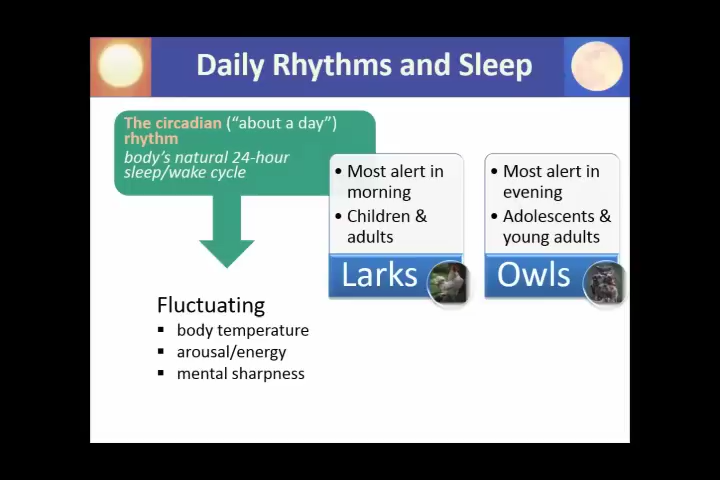 Daily Rhythms and Sleep
The circadian (“about a day”)
rhythm
body’s natural 24-hour
sleep/wake cycle
Fluctuating
▪ body temperature
▪ arousal/energy
▪ mental sharpness
• Most alert in
morning
• Children &
adults
Larks
• Most alert in
evening
• Adolescents &
young adults
Owls